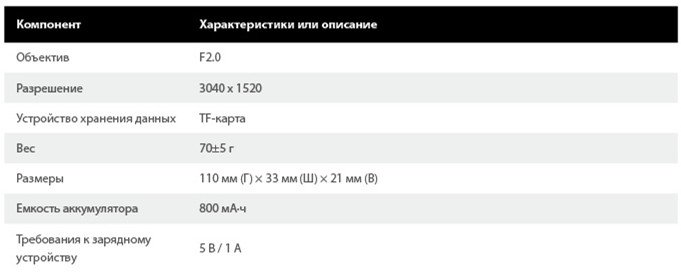 Компонент Характеристики или описание
Объектив F2.0
Разрешение 3040 x 1520
Устройство хранения данных TF-карта
Вес 70±5 г
Размеры 110 мм (Г) × 33 мм (Ш) × 21 мм (В)
Емкость аккумулятора 800 мА·ч
Требования к зарядному
устройству 5 В / 1 А